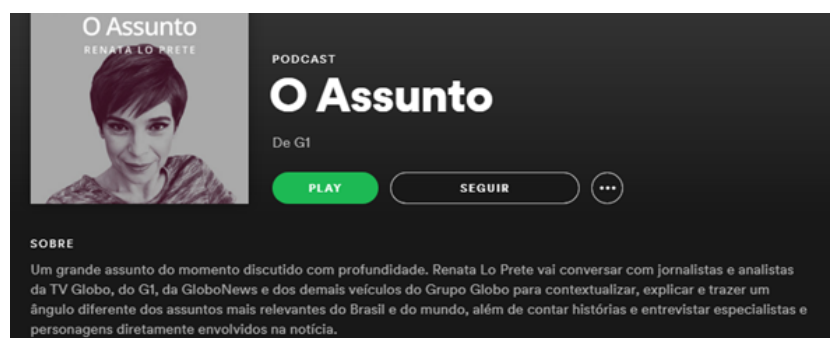 O Assunto
RENATA LO PRETE
PODCAST
O Assunto
De G1
PLAY
SEGUIR
SOBRE
Um grande assunto do momento discutido com profundidade. Renata Lo Prete vai conversar com jornalistas e analistas
da TV Globo, do G1, da GloboNews e dos demais veículos do Grupo Globo para contextualizar, explicar e trazer um
ângulo diferente dos assuntos mais relevantes do Brasil e do mundo, além de contar histórias e entrevistar especialistas e
personagens diretamente envolvidos na notícia.